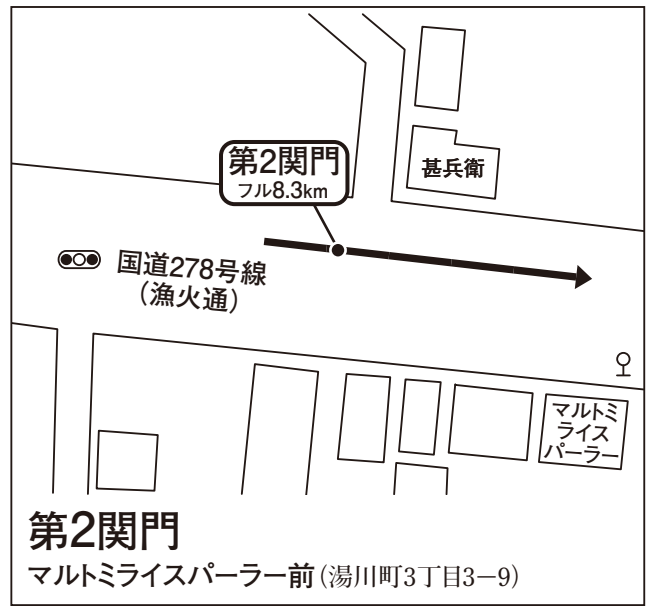 第2関門
フル8.3km
甚兵衛
国道278号線
（漁火通）
マルトミ
ライス
パーラー
第2関門
マルトミライスパーラー前（湯川町3丁目3−9）